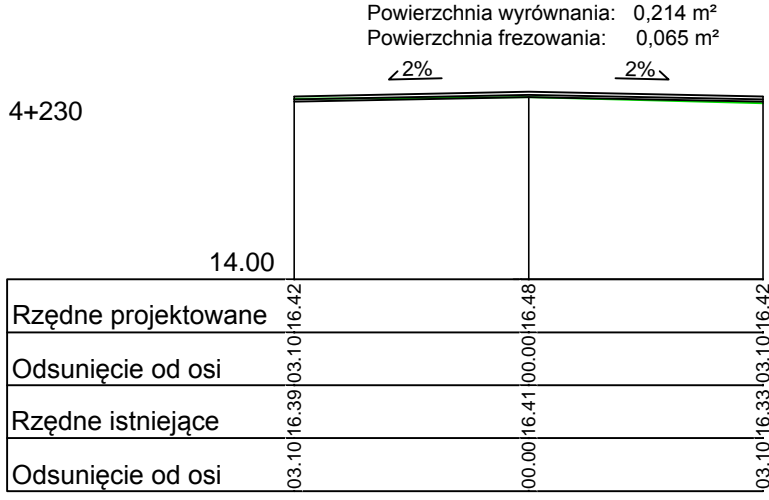 Powierzchnia wyrównania: 0,214 m²
Powierzchnia frezowania: 0,065 m²
2% 2%
4+230
14.00
Rzędne projektowane 16.42 16.48 16.42
Odsunięcie od osi 03.10 00.00 03.10
Rzędne istniejące 16.39 16.41 16.33
Odsunięcie od osi 03.10 00.00 03.10